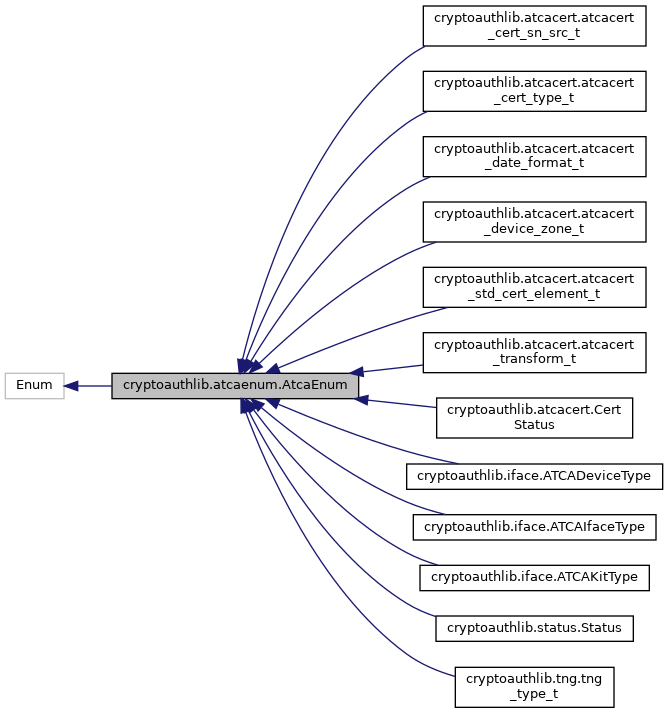 cryptoauthlib.atcacert.atcacert
_cert_sn_src_t
cryptoauthlib.atcacert.atcacert
_cert_type_t
cryptoauthlib.atcacert.atcacert
_date_format_t
cryptoauthlib.atcacert.atcacert
_device_zone_t
cryptoauthlib.atcacert.atcacert
_std_cert_element_t
cryptoauthlib.atcacert.atcacert
_transform_t
Enum
cryptoauthlib.atcaenum.AtcaEnum
cryptoauthlib.atcacert.Cert
Status
cryptoauthlib.iface.ATCADeviceType
cryptoauthlib.iface.ATCAIfaceType
cryptoauthlib.iface.ATCAKitType
cryptoauthlib.status.Status
cryptoauthlib.tng.tng
_type_t